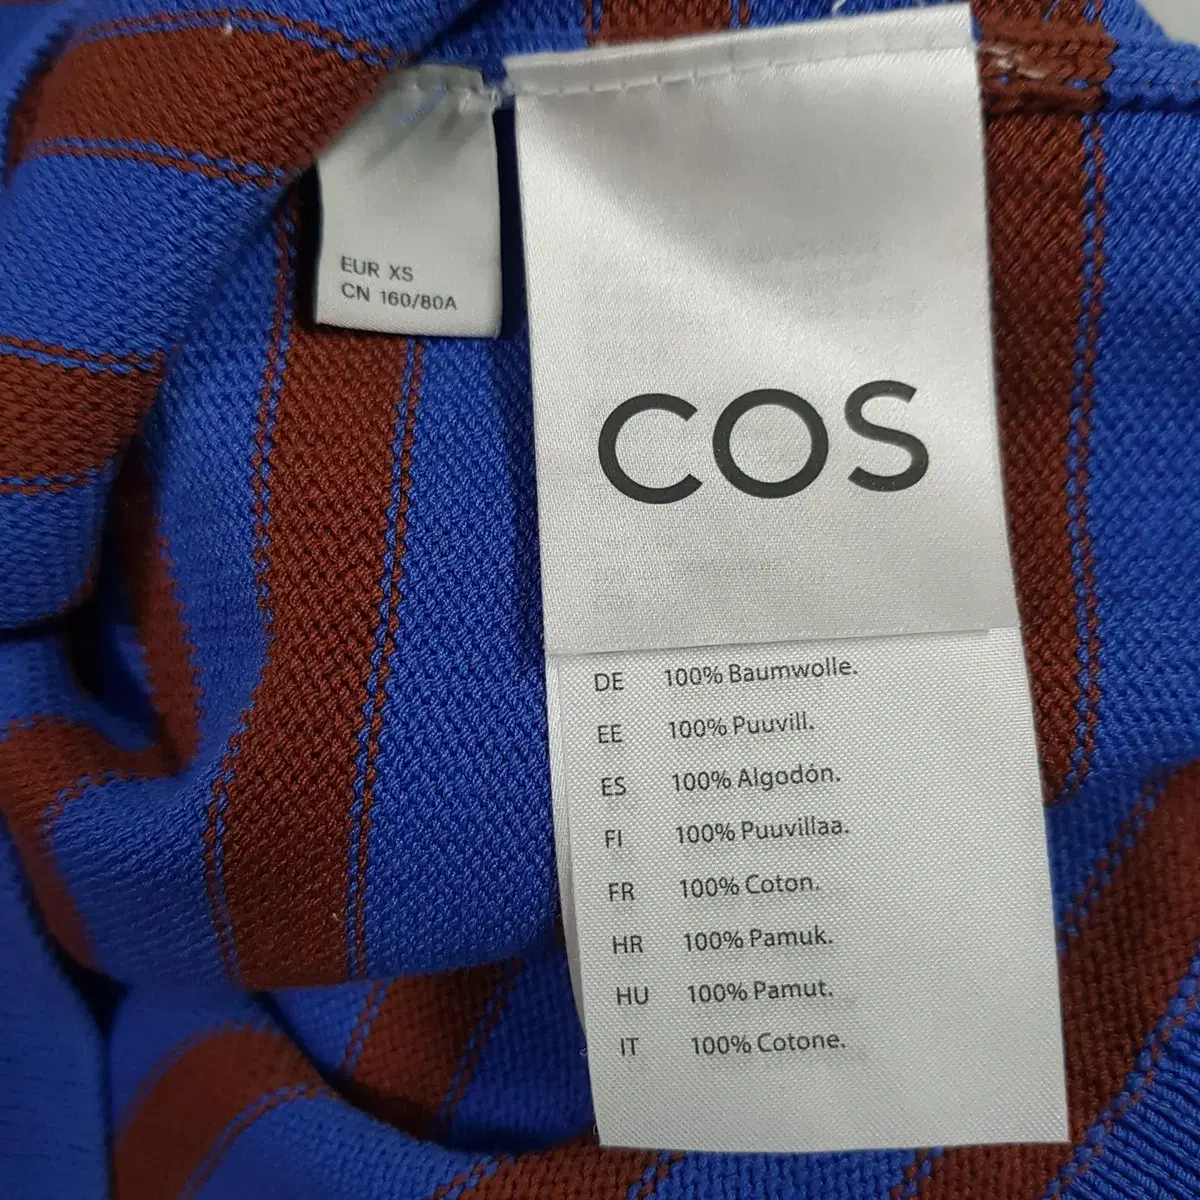 EUR XS
CN 160/80A
COS
DE 100% Baumwolle.
EE 100% Puuvill.
ES 100% Algodón.
FI 100% Puuvillaa.
FR 100% Coton.
HR 100% Pamuk.
HU 100% Pamut.
IT 100% Cotone.